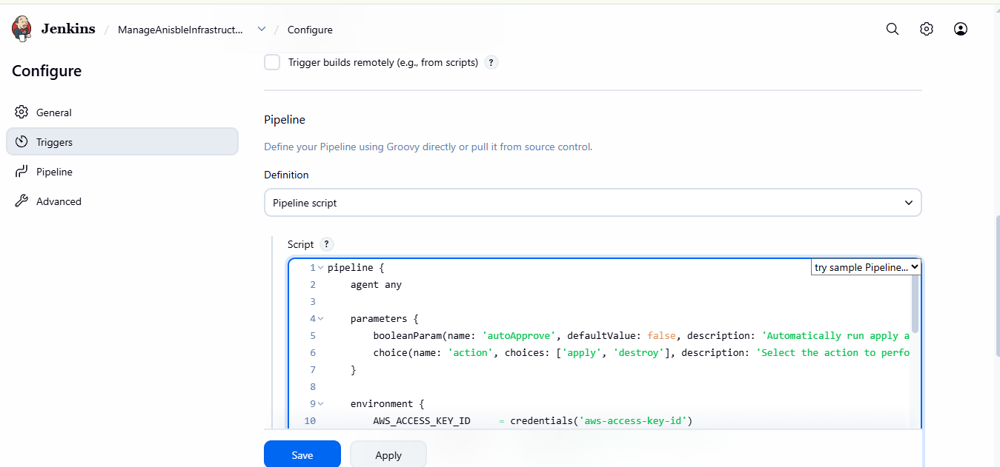 Jenkins / ManageAnisbleInfrastruct... / Configure
Configure
General
Triggers
Pipeline
Advanced
Trigger builds remotely (e.g., from scripts) ?
Pipeline
Define your Pipeline using Groovy directly or pull it from source control.
Definition
Pipeline script
Script ?
try sample Pipeline...
1 pipeline {
2 agent any
3
4 parameters {
5 booleanParam(name: 'autoApprove', defaultValue: false, description: 'Automatically run apply a
6 choice(name: 'action', choices: ['apply', 'destroy'], description: 'Select the action to perfo
7 }
8
9 environment {
10 AWS_ACCESS_KEY_ID = credentials('aws-access-key-id')
Save Apply